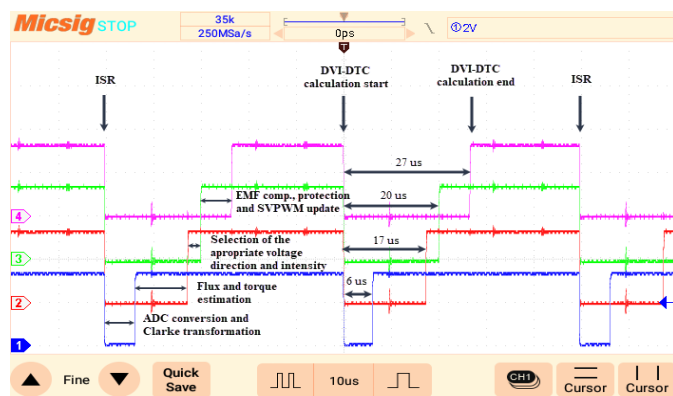 Micsig STOP
35k
250MSa/s
0ps
①2V
T
ISR
DVI-DTC
calculation start
DVI-DTC
calculation end
ISR
27 us
EMF comp., protection
and SVPWM update
20 us
4
17 us
Selection of the
apropriate voltage
direction and intensity
3
6 us
Flux and torque
estimation
2
ADC conversion and
Clarke transformation
1
Fine
Quick
Save
10us
CH1
Cursor
Cursor